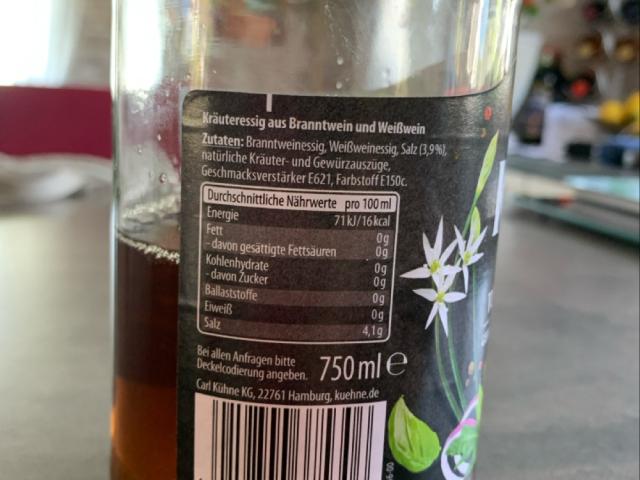 Kräuteressig aus Branntwein und Weißwein
Zutaten: Branntweinessig, Weißweinessig, Salz (3,9%),
natürliche Kräuter- und Gewürzauszüge,
Geschmacksverstärker E621, Farbstoff E150c.
Durchschnittliche Nährwerte pro 100 ml
Energie 71 kJ/16 kcal
Fett 0g
- davon gesättigte Fettsäuren 0g
Kohlenhydrate 0g
- davon Zucker 0g
Ballaststoffe 0g
Eiweiß 0g
Salz 4,1g
Bei allen Anfragen bitte
Deckelcodierung angeben. 750 ml e
Carl Kühne KG, 22761 Hamburg, kuehne.de